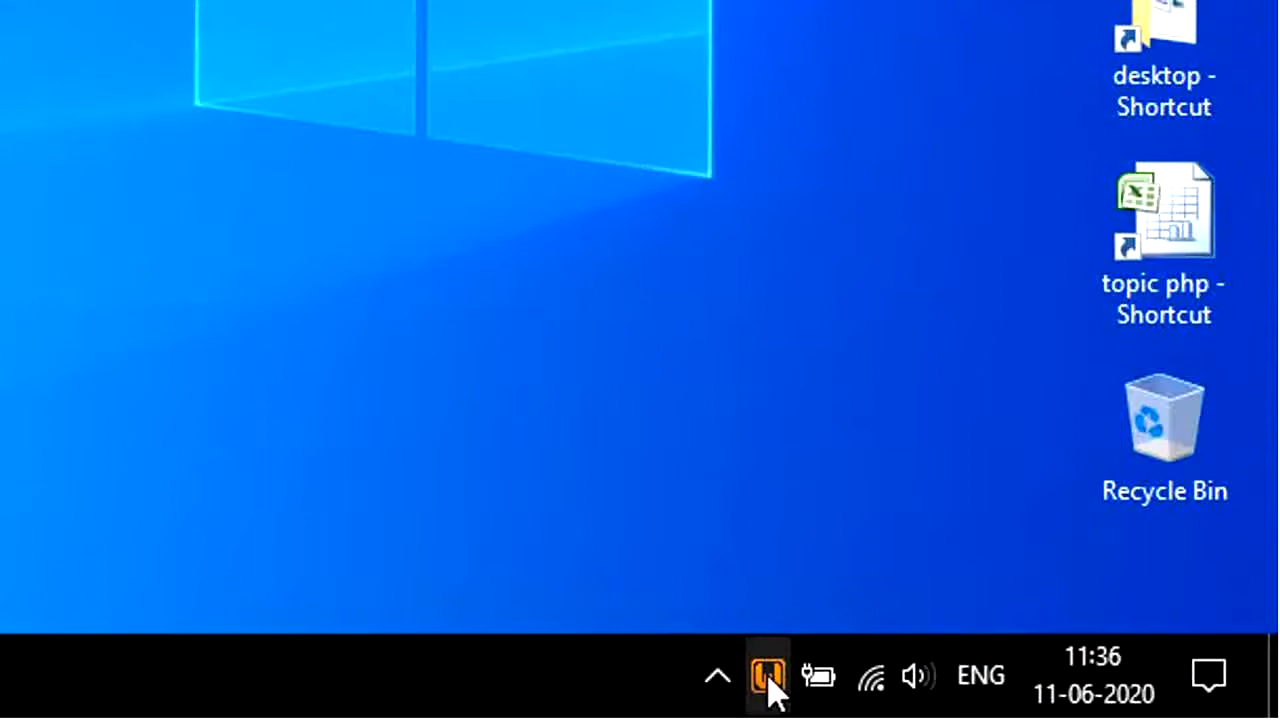 desktop -
Shortcut
topic php -
Shortcut
Recycle Bin
ENG
11:36
11-06-2020